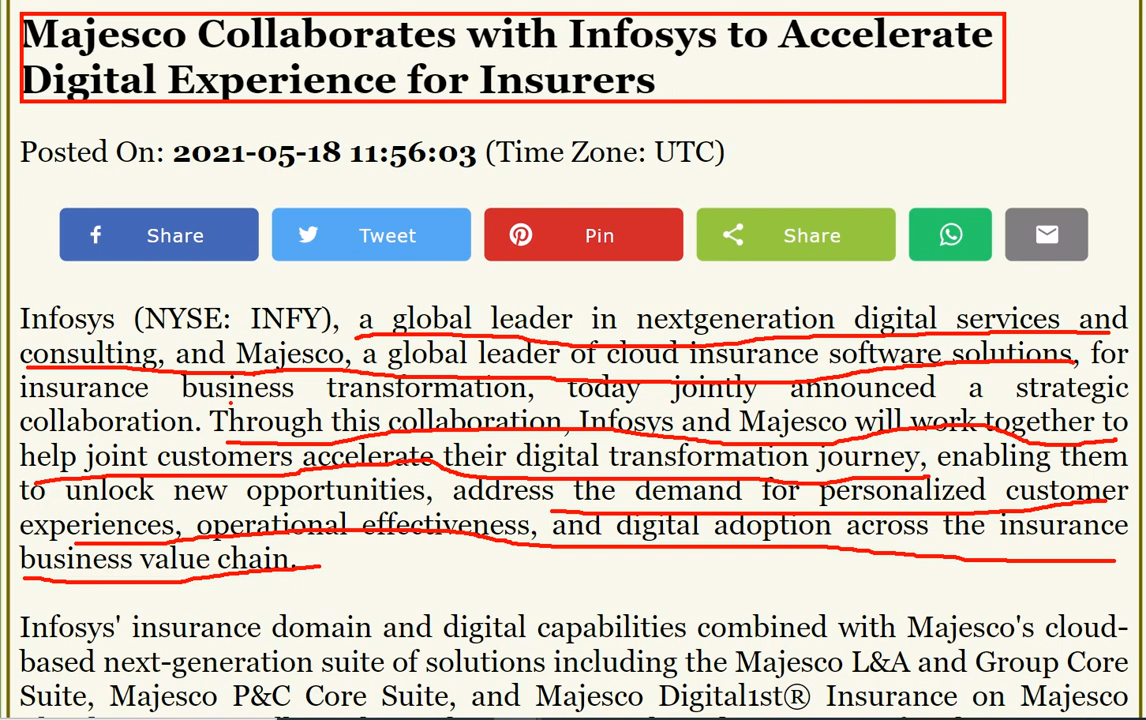 Majesco Collaborates with Infosys to Accelerate
Digital Experience for Insurers
Posted On: 2021-05-18 11:56:03 (Time Zone: UTC)
Share Tweet Pin Share
Infosys (NYSE: INFY), a global leader in nextgeneration digital services and
consulting, and Majesco, a global leader of cloud insurance software solutions, for
insurance business transformation, today jointly announced a strategic
collaboration. Through this collaboration, Infosys and Majesco will work together to
help joint customers accelerate their digital transformation journey, enabling them
to unlock new opportunities, address the demand for personalized customer
experiences, operational effectiveness, and digital adoption across the insurance
business value chain.
Infosys' insurance domain and digital capabilities combined with Majesco's cloud-
based next-generation suite of solutions including the Majesco L&A and Group Core
Suite, Majesco P&C Core Suite, and Majesco Digital1st® Insurance on Majesco